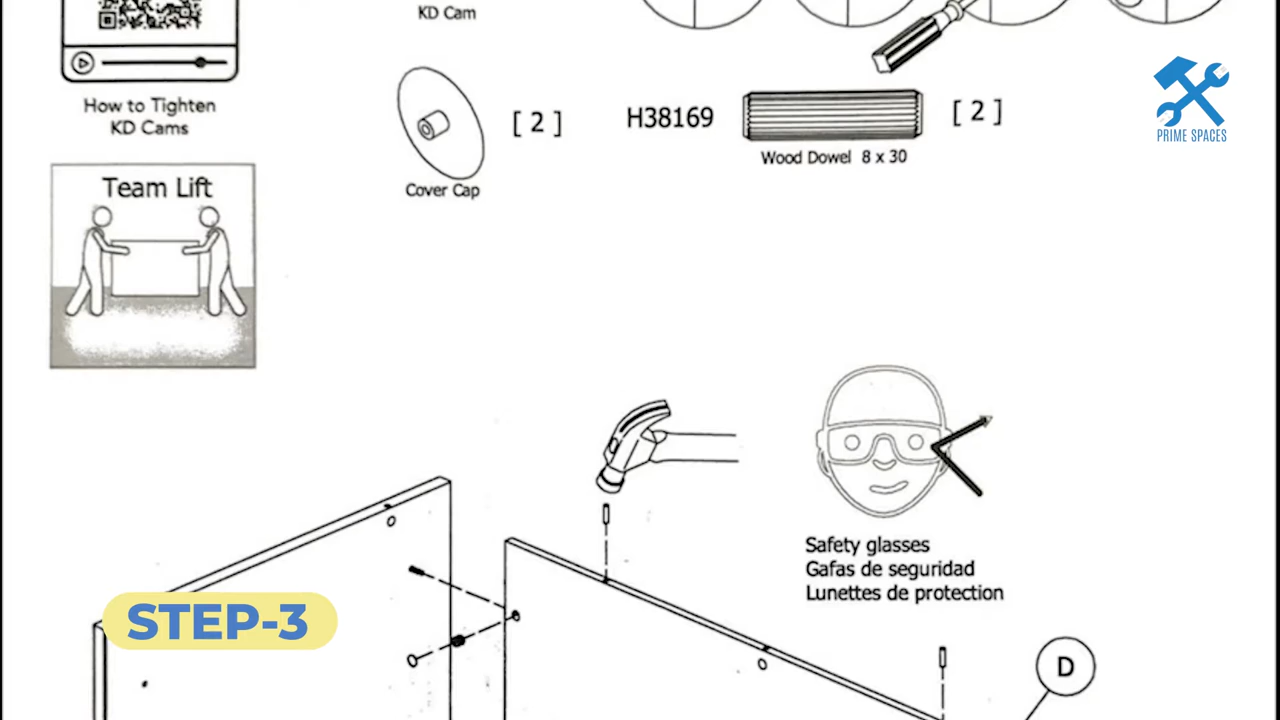 KD Cam
How to Tighten
KD Cams
[ 2 ]
H38169
[ 2 ]
PRIME SPACES
Wood Dowel 8 x 30
Cover Cap
Team Lift
Safety glasses
Gafas de seguridad
Lunettes de protection
STEP-3
D